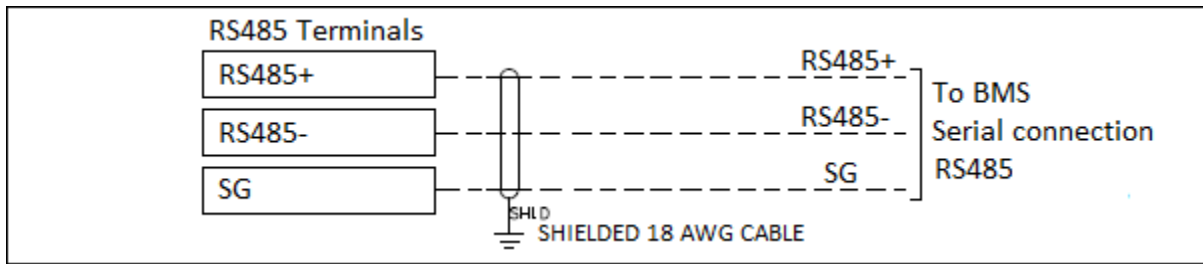 RS485 Terminals
RS485+
RS485-
SG
RS485+
RS485-
SG
To BMS
Serial connection
RS485
SHLD
SHIELDED 18 AWG CABLE